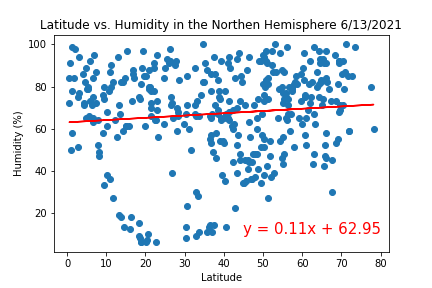 Latitude vs. Humidity in the Northen Hemisphere 6/13/2021
100
80
60
40
20
Humidity (%)
y = 0.11x + 62.95
0 10 20 30 40 50 60 70 80
Latitude